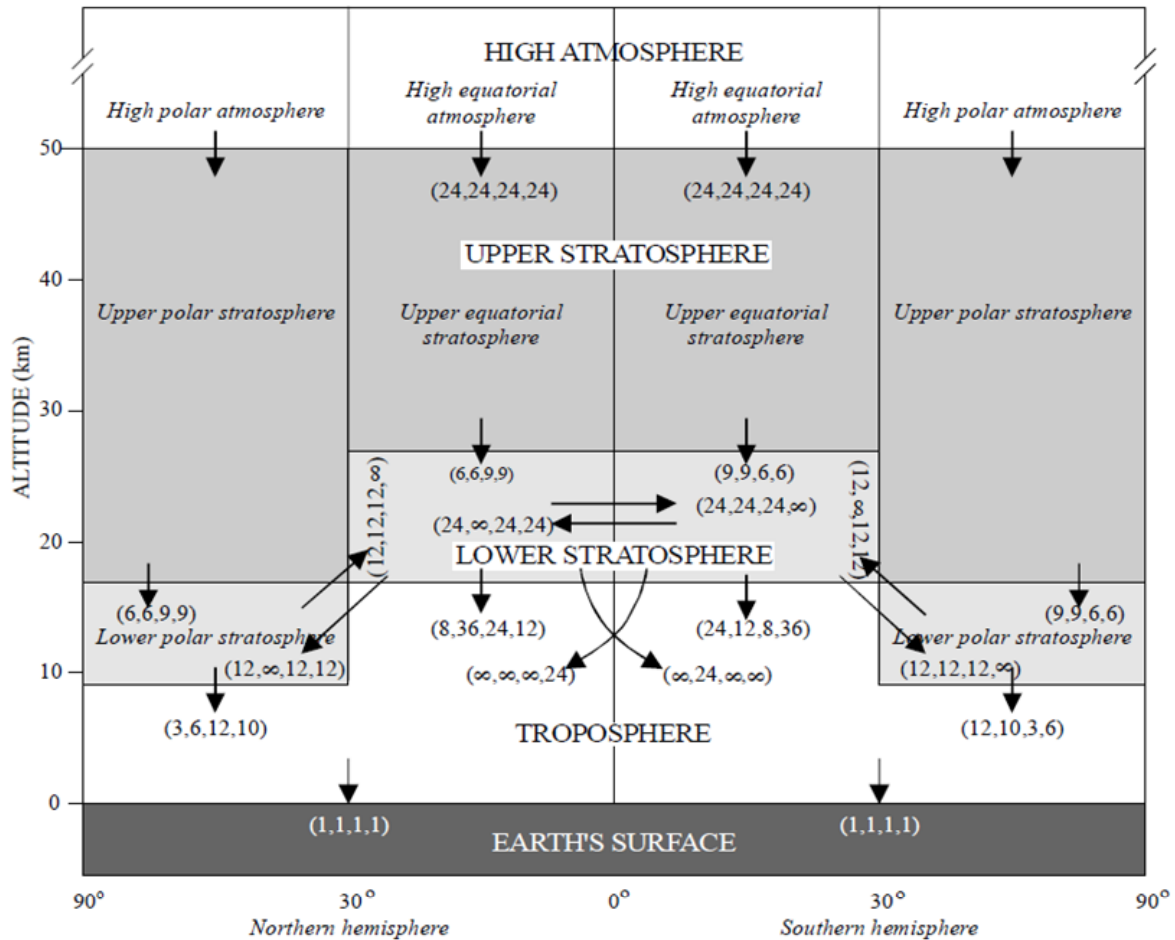 HIGH ATMOSPHERE
High polar atmosphere
High equatorial
atmosphere
High equatorial
atmosphere
High polar atmosphere
50
(24,24,24,24)
(24,24,24,24)
UPPER STRATOSPHERE
40
Upper polar stratosphere
Upper equatorial
stratosphere
Upper equatorial
stratosphere
Upper polar stratosphere
ALTITUDE (km)
30
(12,12,12,∞)
(6,6,9,9)
(9,9,6,6)
(12,∞,12,12)
(24,24,24,∞)
(24,∞,24,24)
20
LOWER STRATOSPHERE
(6,6,9,9)
(9,9,6,6)
(8,36,24,12)
(24,12,8,36)
Lower polar stratosphere
Lower polar stratosphere
(12,∞,12,12)
(∞,∞,∞,24)
(∞,24,∞,∞)
(12,12,12,∞)
10
(3,6,12,10)
TROPOSPHERE
(12,10,3,6)
0
(1,1,1,1)
EARTH'S SURFACE
(1,1,1,1)
90° 30° 0° 30° 90°
Northern hemisphere
Southern hemisphere